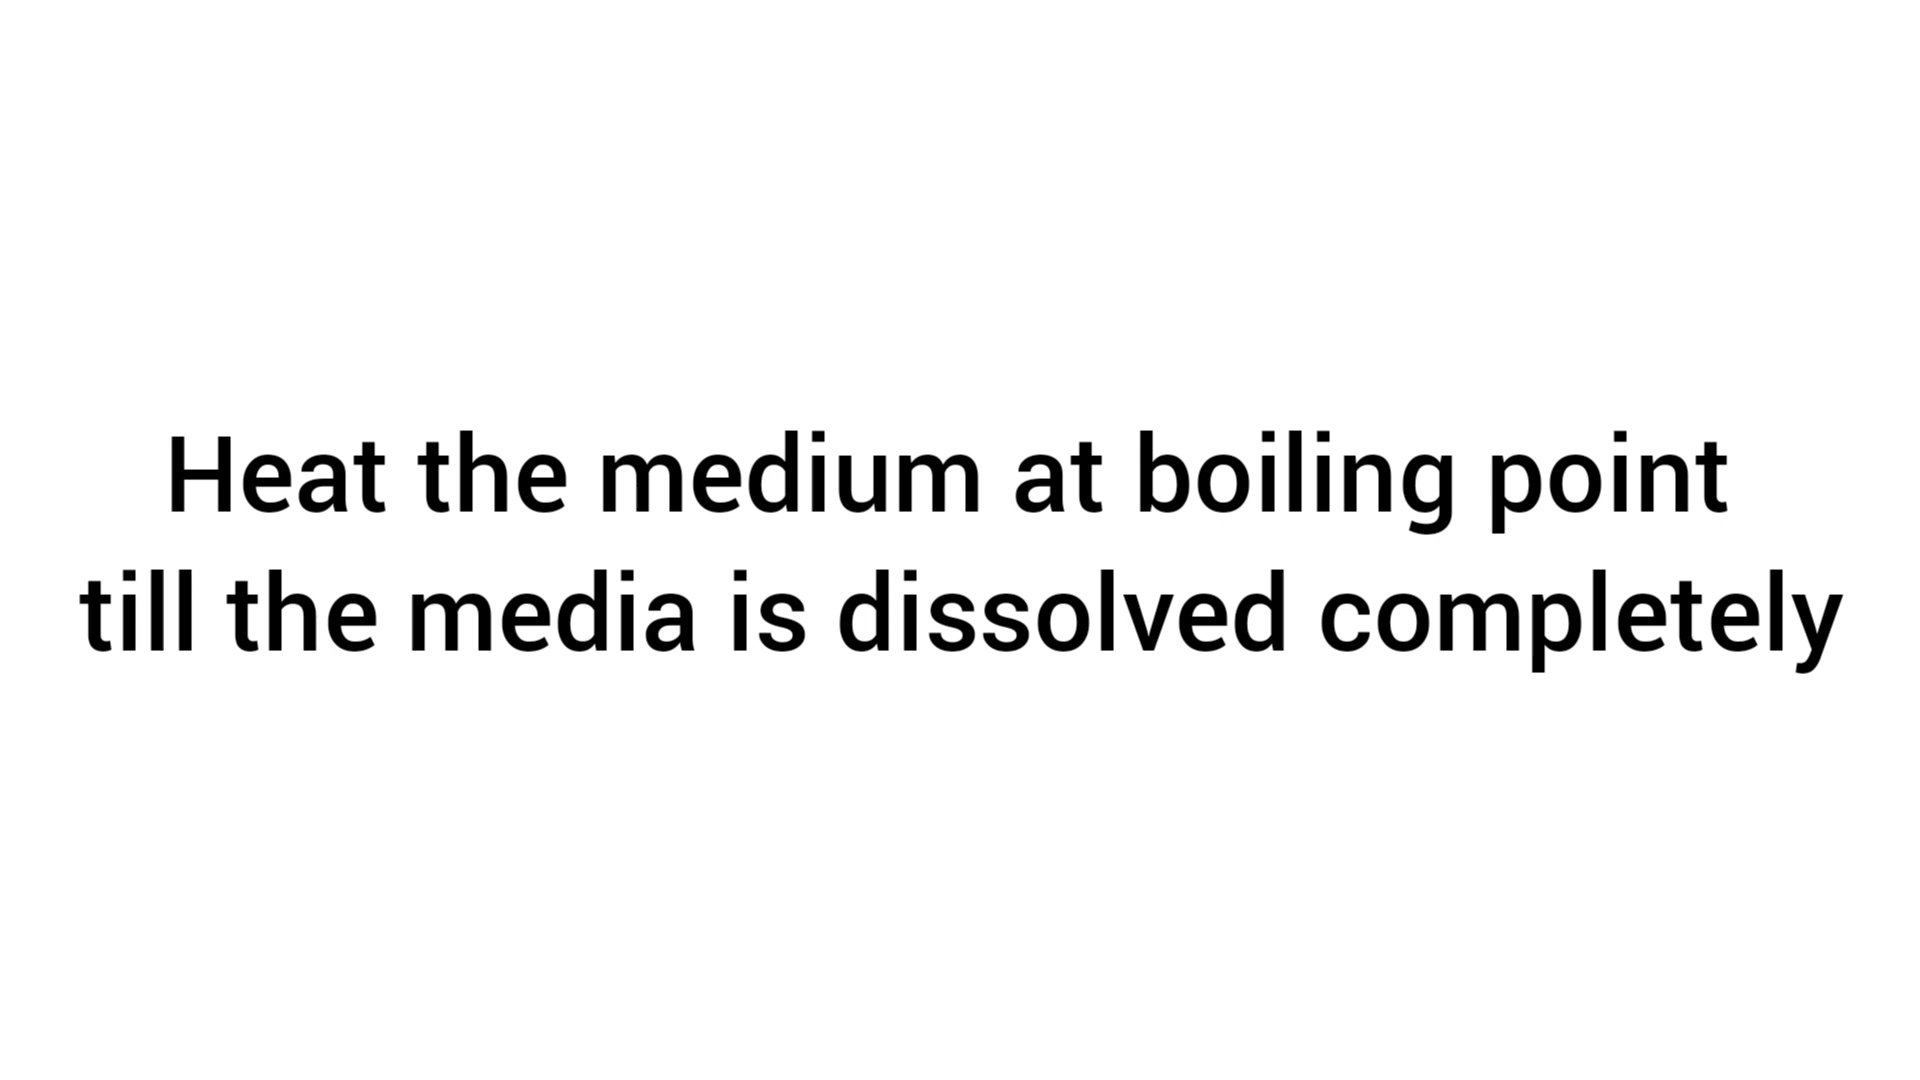 Heat the medium at boiling point
till the media is dissolved completely